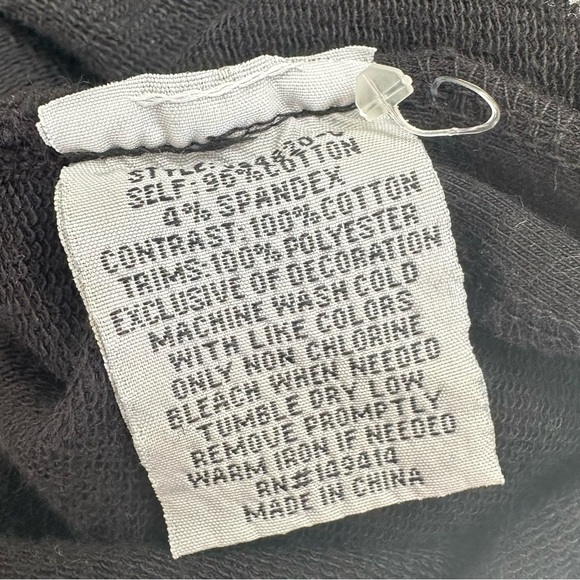 STYLE:
SELF: 96%COTTON
4% SPANDEX
CONTRAST:100%COTTON
TRIMS:100% POLYESTER
EXCLUSIVE OF DECORATION
MACHINE WASH COLD
WITH LIKE COLORS
ONLY NON CHLORINE
BLEACH WHEN NEEDED
TUMBLE DRY LOW
REMOVE PROMPTLY
WARM IRON IF NEEDED
RN#149414
MADE IN CHINA